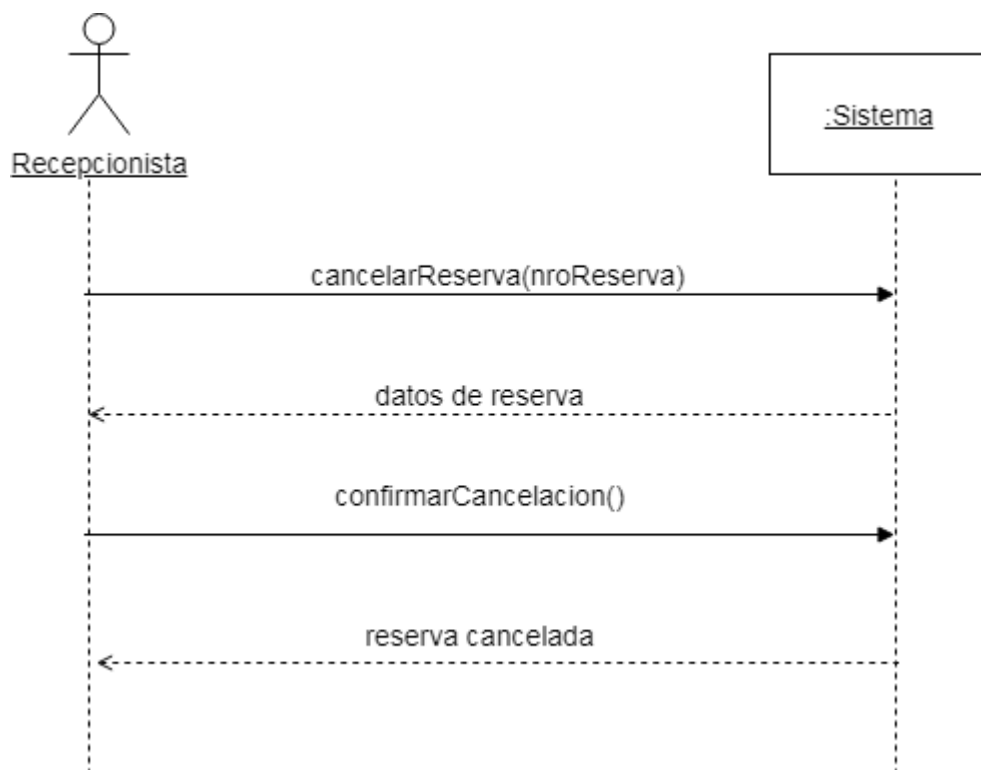 :Sistema
Recepcionista
cancelarReserva(nroReserva)
datos de reserva
confirmarCancelacion()
reserva cancelada